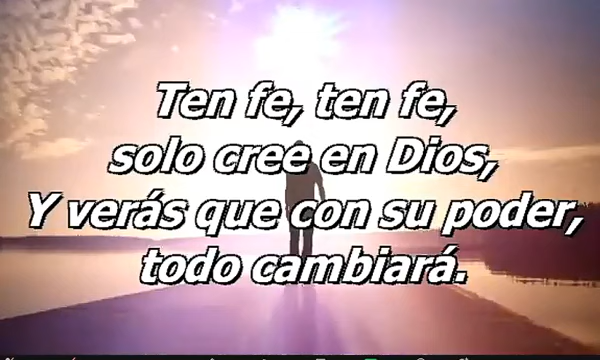 Ten fe, ten fe,
solo cree en Dios,
Y verás que con su poder,
todo cambiará.